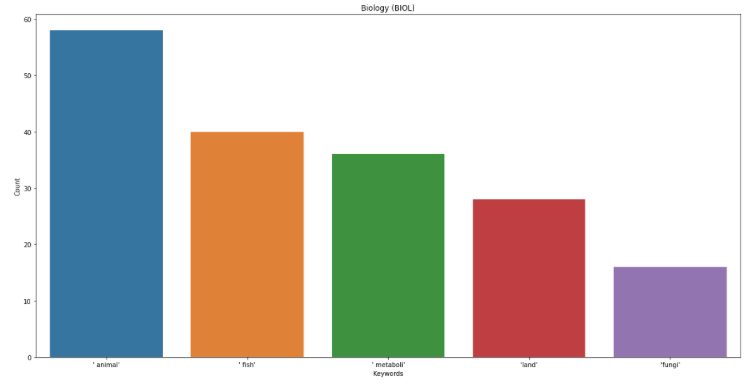 Biology (BIOL)
60
50
40
30
20
10
0
Count
' animal'
' fish'
' metaboli'
'land'
'fungi'
Keywords